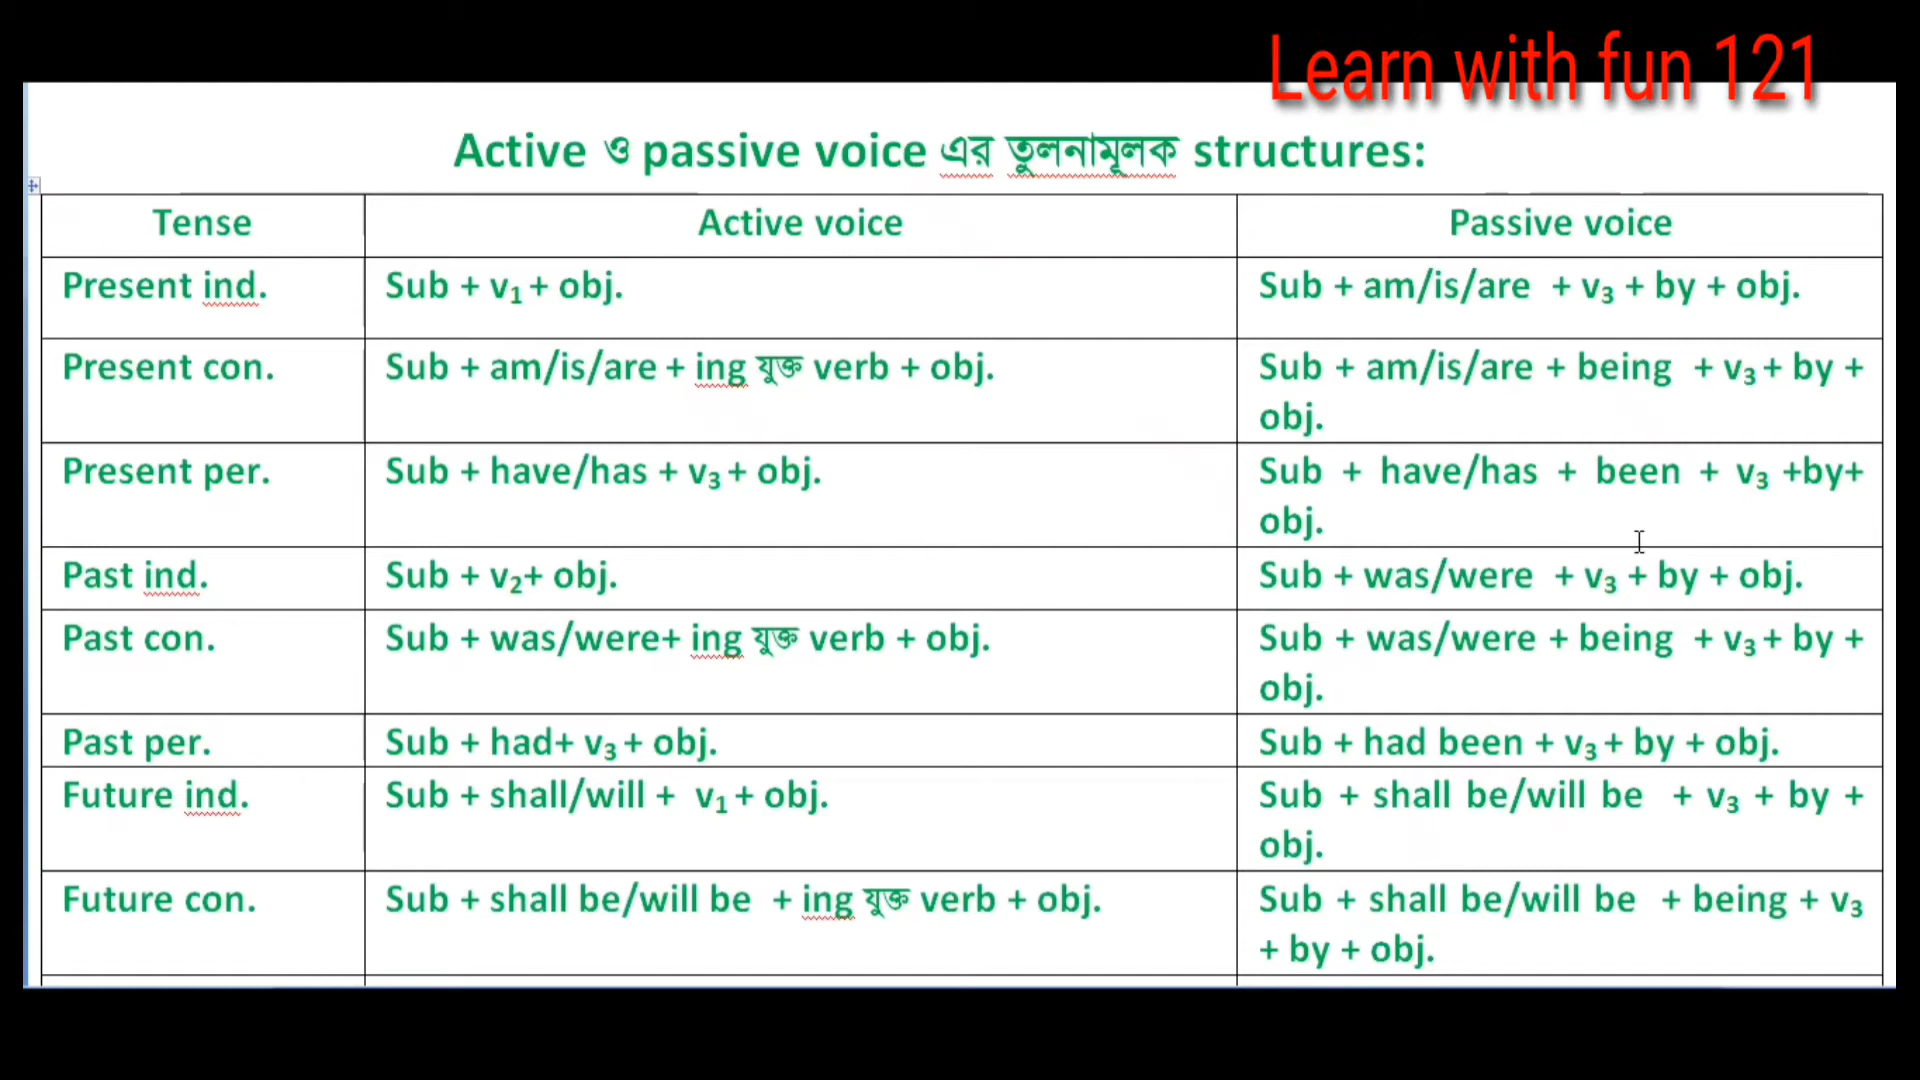 Learn with fun 121
Active ও passive voice এর তুলনামূলক structures:
Tense Active voice Passive voice
Present ind. Sub + v₁ + obj. Sub + am/is/are + v₃ + by + obj.
Present con. Sub + am/is/are + ing যুক্ত verb + obj. Sub + am/is/are + being + v₃ + by +
obj.
Present per. Sub + have/has + v₃ + obj. Sub + have/has + been + v₃ +by+
obj.
Past ind. Sub + v₂+ obj. Sub + was/were + v₃ + by + obj.
Past con. Sub + was/were+ ing যুক্ত verb + obj. Sub + was/were + being + v₃ + by +
obj.
Past per. Sub + had+ v₃ + obj. Sub + had been + v₃ + by + obj.
Future ind. Sub + shall/will + v₁ + obj. Sub + shall be/will be + v₃ + by +
obj.
Future con. Sub + shall be/will be + ing যুক্ত verb + obj. Sub + shall be/will be + being + v₃
+ by + obj.